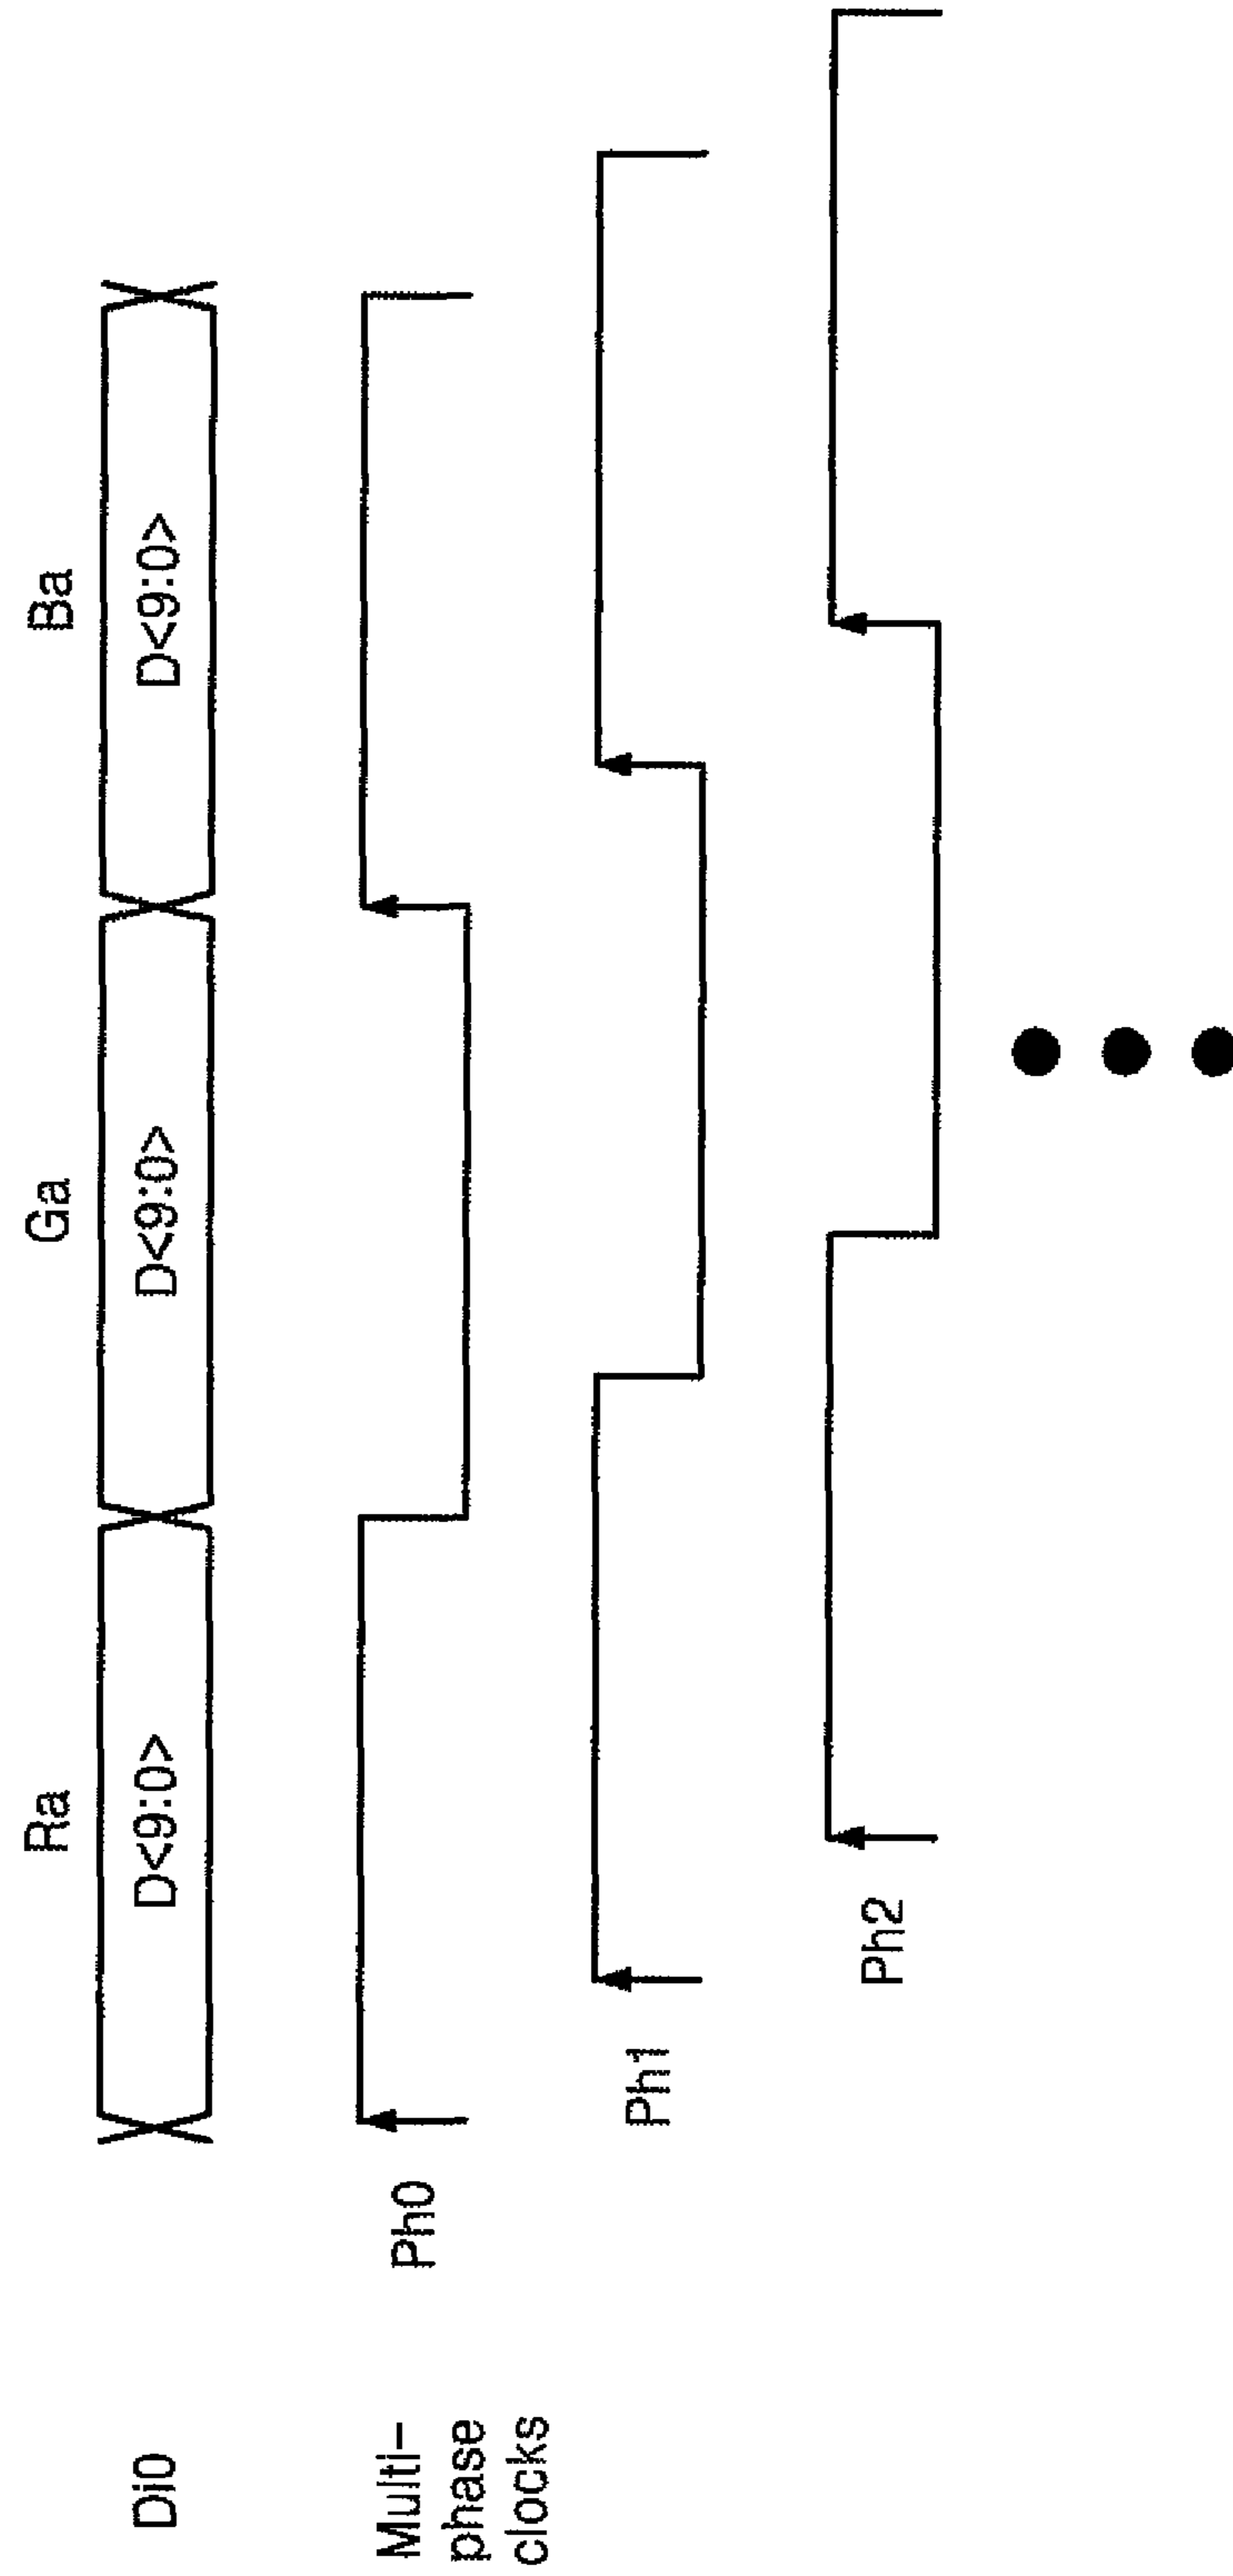 Ra Ga Ba
Di0 D<9:0> D<9:0> D<9:0>
Multi-
phase
clocks
Ph0
Ph1
Ph2